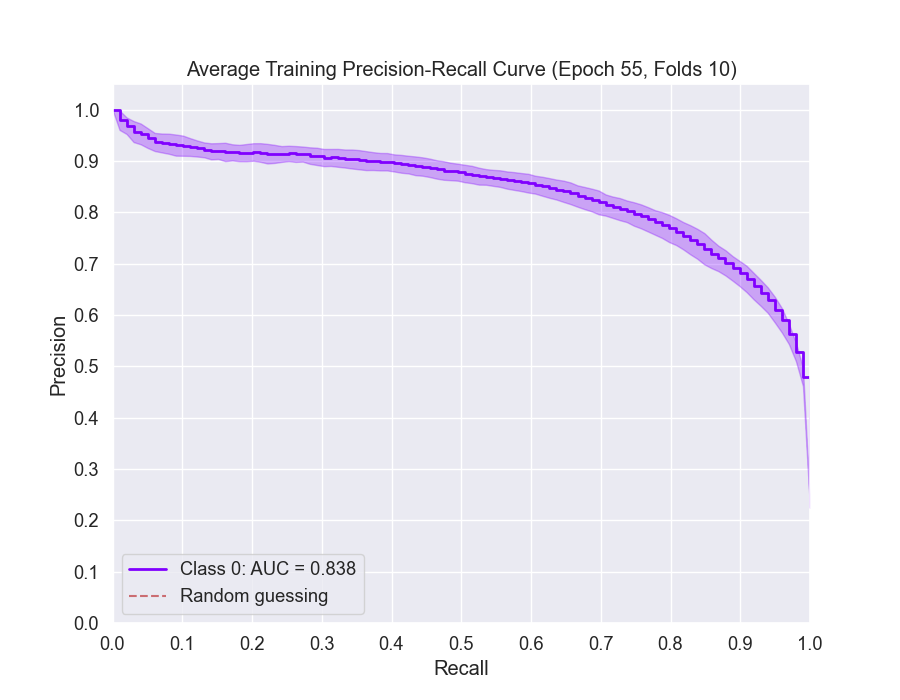 Average Training Precision-Recall Curve (Epoch 55, Folds 10)
Precision
1.0
0.9
0.8
0.7
0.6
0.5
0.4
0.3
0.2
0.1
0.0
Class 0: AUC = 0.838
Random guessing
0.0 0.1 0.2 0.3 0.4 0.5 0.6 0.7 0.8 0.9 1.0
Recall